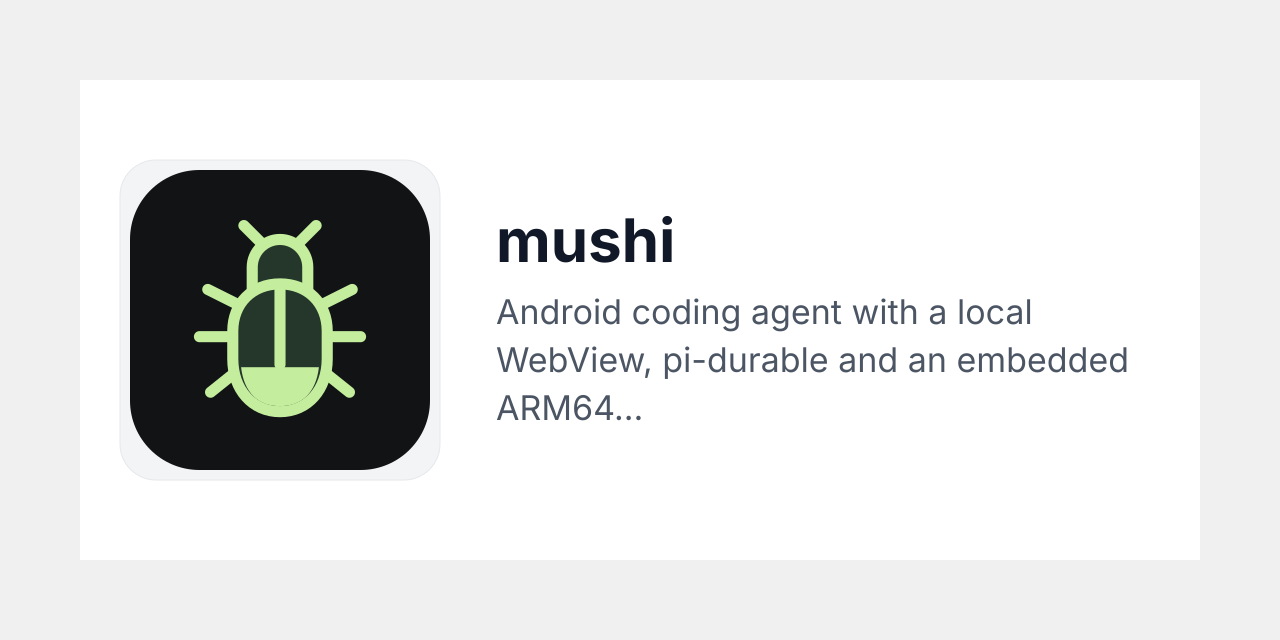 mushi
Android coding agent with a local
WebView, pi-durable and an embedded
ARM64...